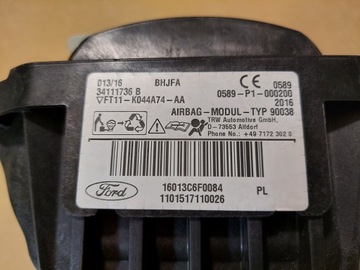 013/16 BHJFA
34111736 B
▽FT11-K044A74-AA
CE 0589
0589-P1-000200
2016
AIRBAG-MODUL-TYP 90038
TRW Automotive GmbH,
D-73553 Alfdorf
Phone: +49 7172 302 0
Ford
16013C6F0084 PL
1101517110026